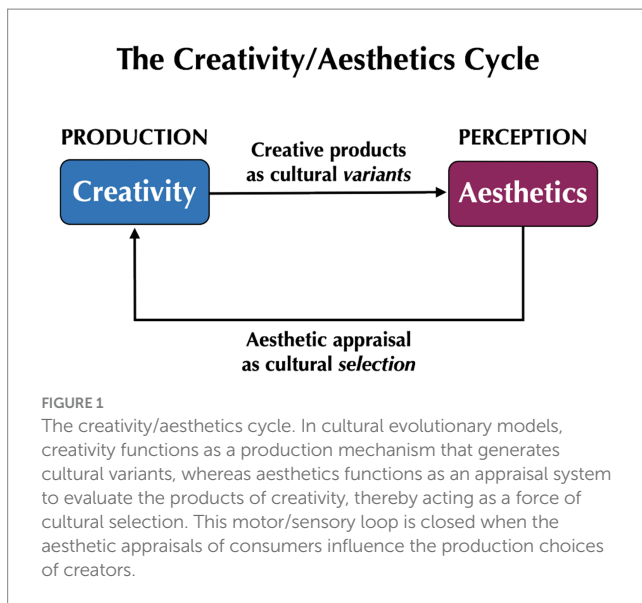 The Creativity/Aesthetics Cycle
PRODUCTION
PERCEPTION
Creative products
as cultural variants
Creativity
Aesthetics
Aesthetic appraisal
as cultural selection
FIGURE 1
The creativity/aesthetics cycle. In cultural evolutionary models,
creativity functions as a production mechanism that generates
cultural variants, whereas aesthetics functions as an appraisal system
to evaluate the products of creativity, thereby acting as a force of
cultural selection. This motor/sensory loop is closed when the
aesthetic appraisals of consumers influence the production choices
of creators.